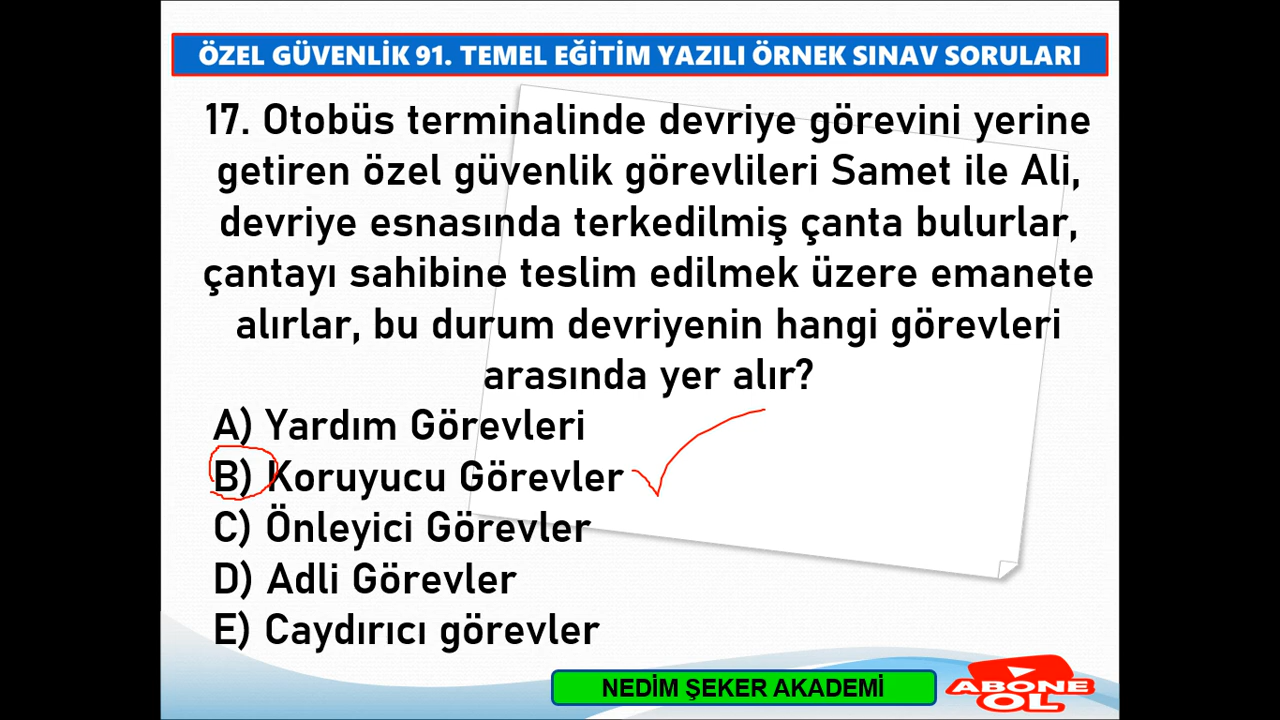 ÖZEL GÜVENLİK 91. TEMEL EĞİTİM YAZILI ÖRNEK SINAV SORULARI
17. Otobüs terminalinde devriye görevini yerine
getiren özel güvenlik görevlileri Samet ile Ali,
devriye esnasında terkedilmiş çanta bulurlar,
çantayı sahibine teslim edilmek üzere emanete
alırlar, bu durum devriyenin hangi görevleri
arasında yer alır?
A) Yardım Görevleri
B) Koruyucu Görevler
C) Önleyici Görevler
D) Adli Görevler
E) Caydırıcı görevler
NEDİM ŞEKER AKADEMİ
ABONE
OL